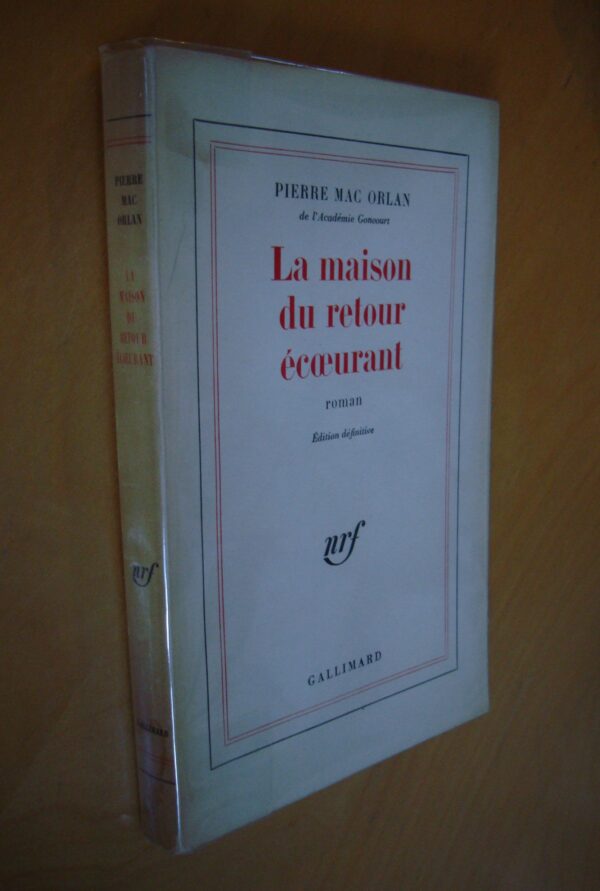 PIERRE
MAC
ORLAN
LA
MAISON
DU
RETOUR
ÉCŒURANT
nrf
GALLIMARD
PIERRE MAC ORLAN
de l'Académie Goncourt
La maison
du retour
écœurant
roman
Édition définitive
nrf
GALLIMARD